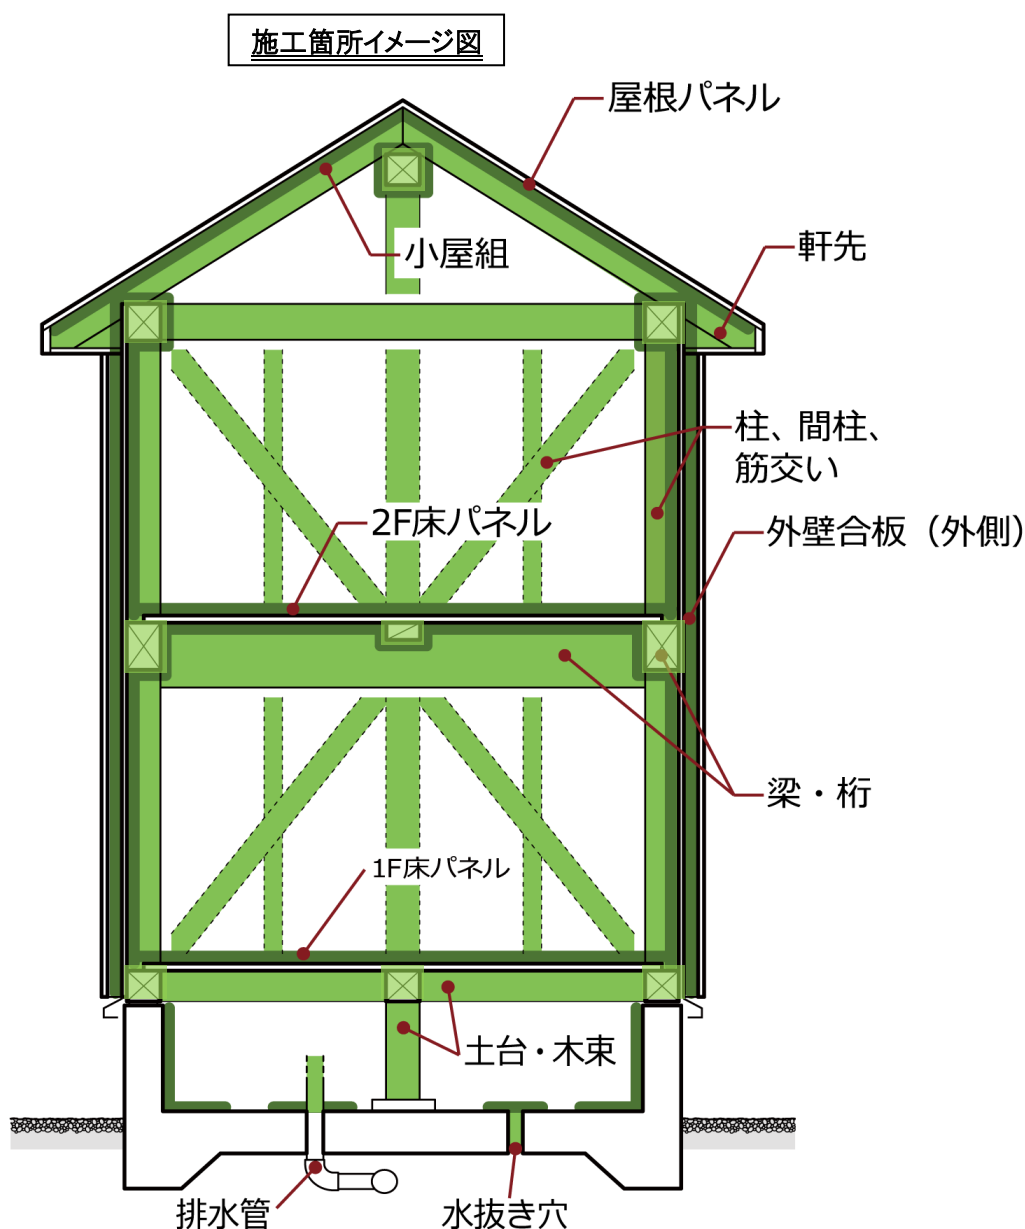 施工箇所イメージ図
屋根パネル
小屋組
軒先
柱、間柱、
筋交い
2F床パネル
外壁合板（外側）
梁・桁
1F床パネル
土台・木束
排水管
水抜き穴